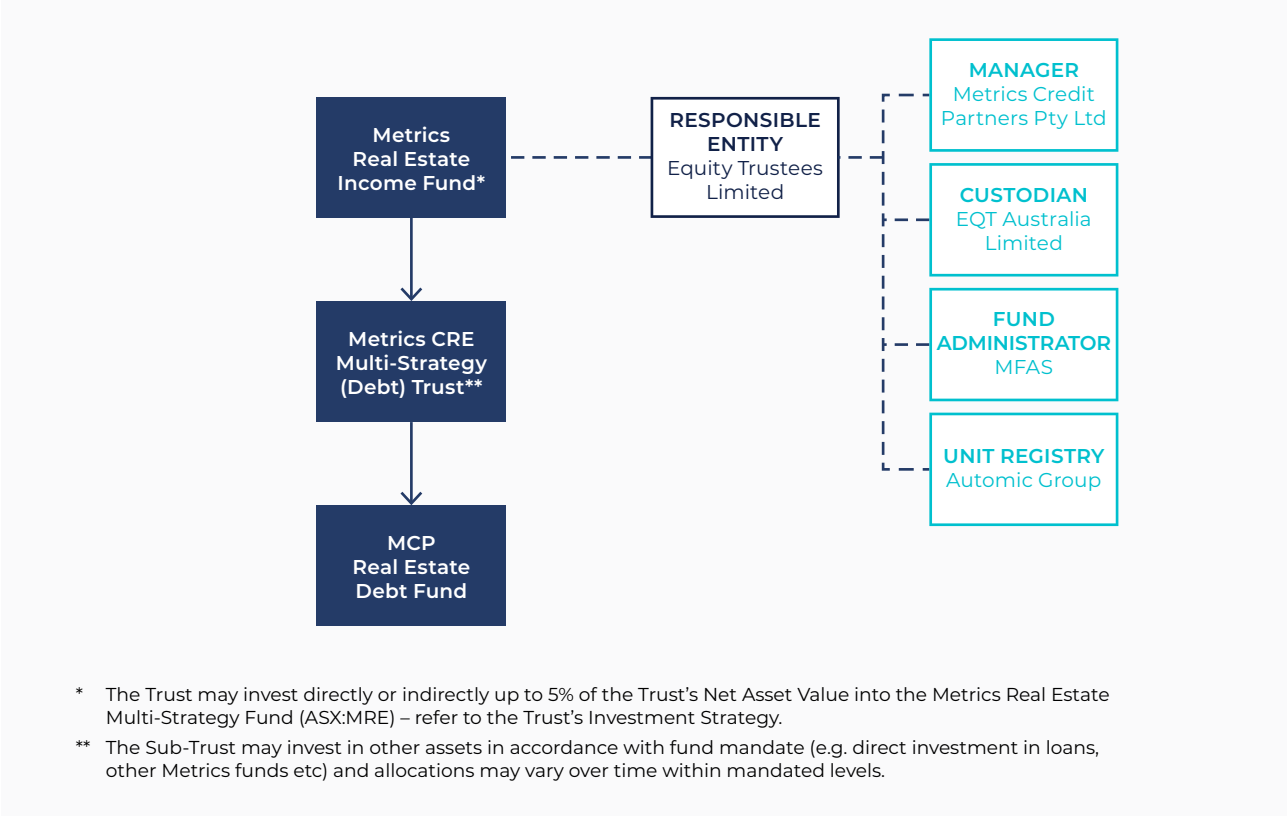 Metrics
Real Estate
Income Fund*
RESPONSIBLE
ENTITY
Equity Trustees
Limited
MANAGER
Metrics Credit
Partners Pty Ltd
CUSTODIAN
EQT Australia
Limited
FUND
ADMINISTRATOR
MFAS
UNIT REGISTRY
Automic Group
Metrics CRE
Multi-Strategy
(Debt) Trust**
MCP
Real Estate
Debt Fund
* The Trust may invest directly or indirectly up to 5% of the Trust’s Net Asset Value into the Metrics Real Estate
Multi-Strategy Fund (ASX:MRE) – refer to the Trust’s Investment Strategy.
** The Sub-Trust may invest in other assets in accordance with fund mandate (e.g. direct investment in loans,
other Metrics funds etc) and allocations may vary over time within mandated levels.